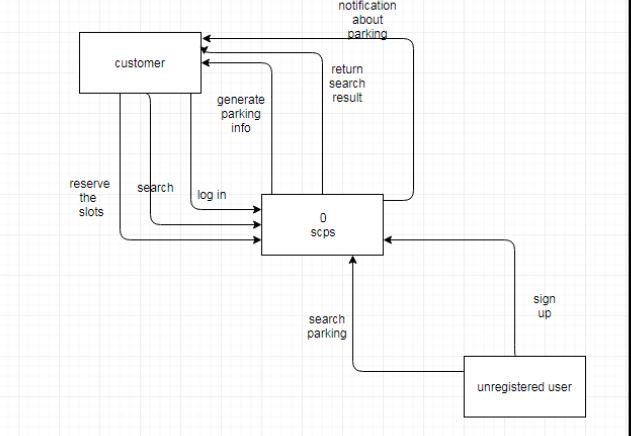 notification
about
parking
customer
return
search
result
generate
parking
info
reserve
the
slots
search
log in
0
scps
sign
up
search
parking
unregistered user